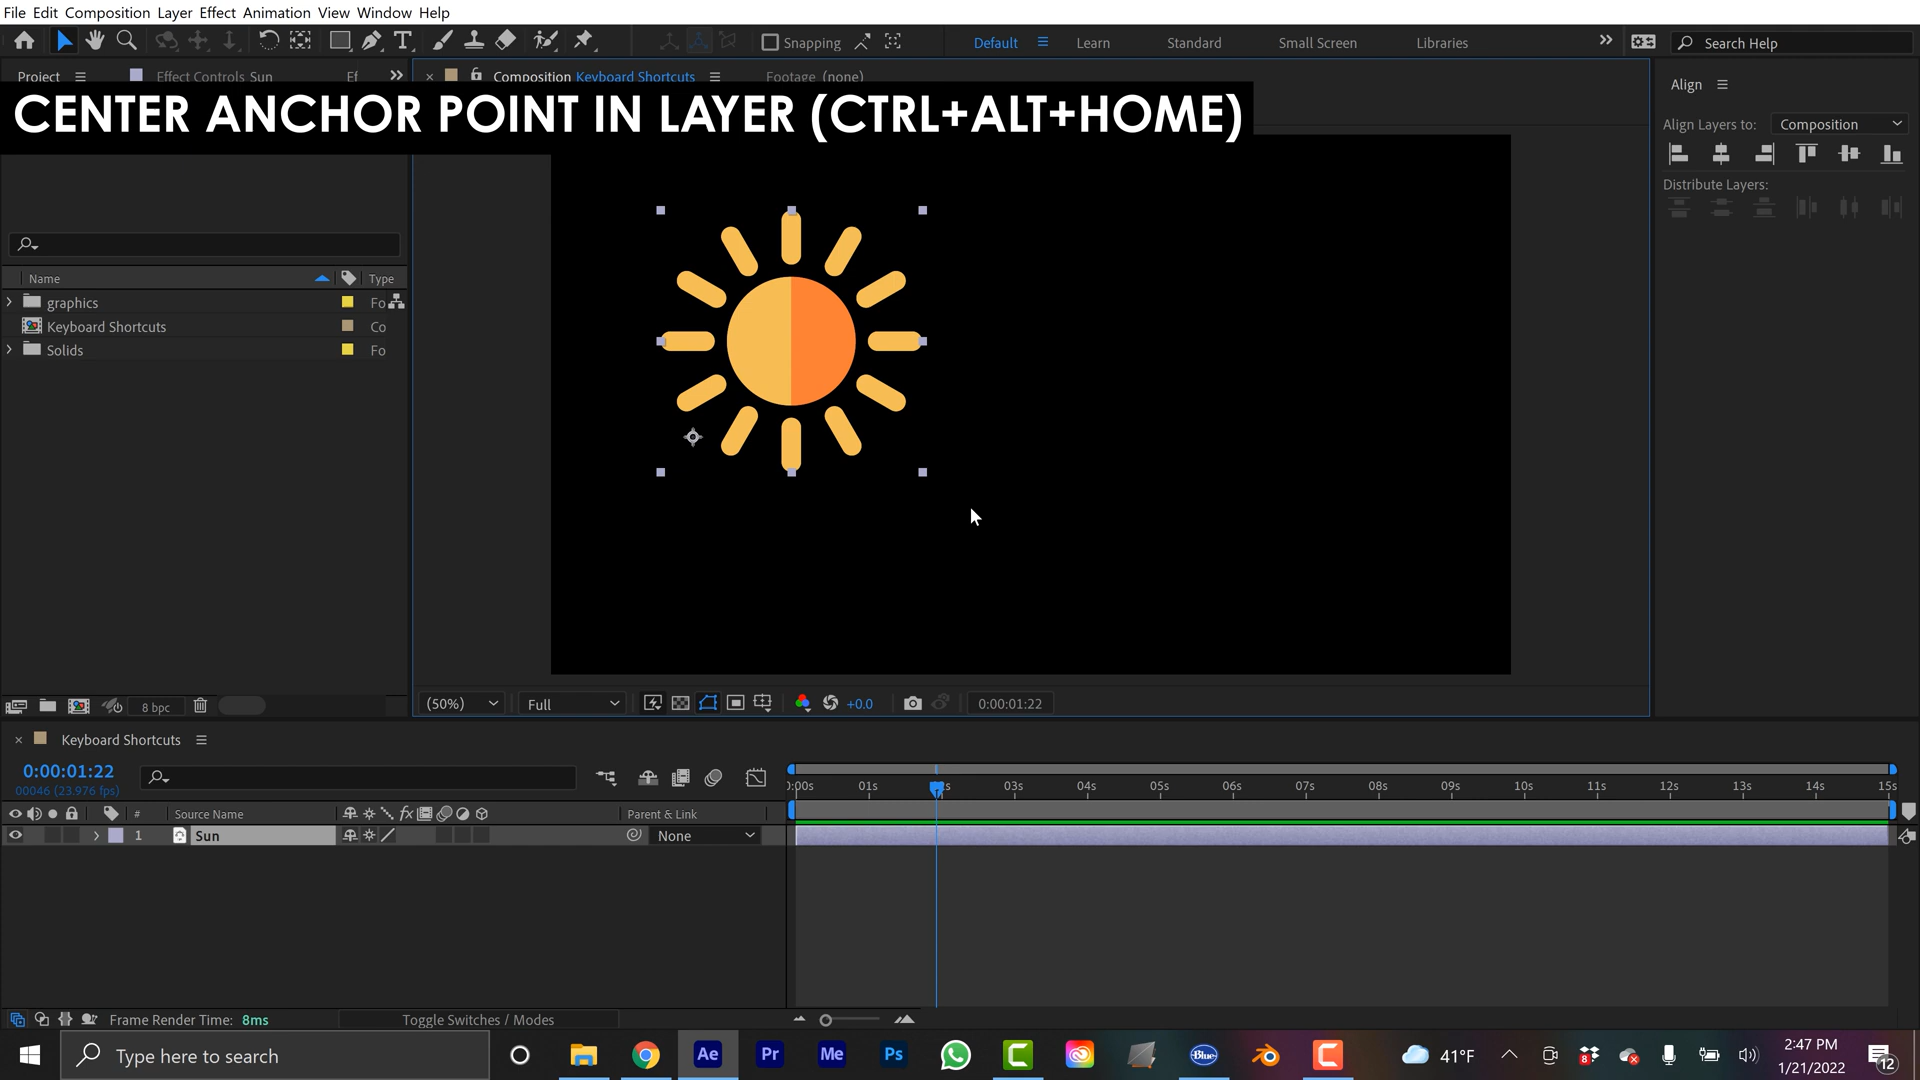 File Edit Composition Layer Effect Animation View Window Help
Snapping
Default
Learn
Standard
Small Screen
Libraries
Search Help
Project
Effect Controls Sun
Ef
Composition Keyboard Shortcuts
Footage (none)
CENTER ANCHOR POINT IN LAYER (CTRL+ALT+HOME)
Align
Align Layers to:
Composition
Distribute Layers:
Name
Type
graphics
Fo
Keyboard Shortcuts
Co
Solids
Fo
8 bpc
(50%)
Full
+0.0
0:00:01:22
Keyboard Shortcuts
0:00:01:22
00046 (23.976 fps)
01s
03s
04s
05s
06s
07s
08s
09s
10s
11s
12s
13s
14s
15s
#
Source Name
fx
Parent & Link
1
Sun
None
Frame Render Time: 8ms
Toggle Switches / Modes
Type here to search
Ae
Pr
Me
Ps
Blue
8
41°F
2:47 PM
1/21/2022
12